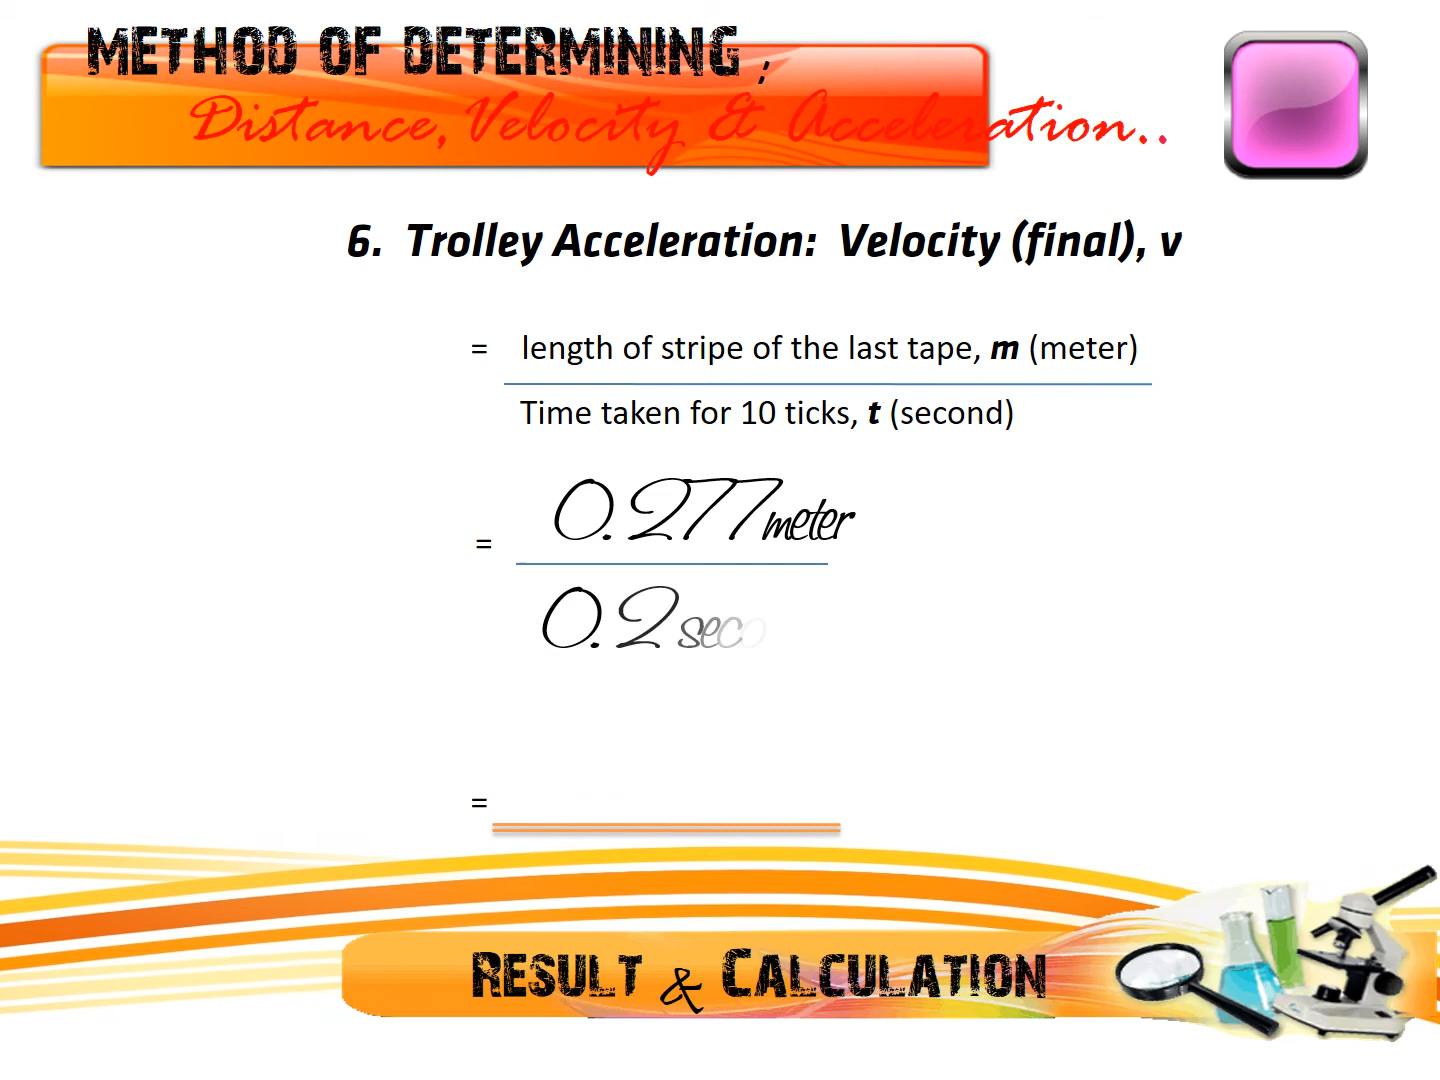 METHOD OF DETERMINING ;
Distance, Velocity & Acceleration..
6. Trolley Acceleration: Velocity (final), v
= length of stripe of the last tape, m (meter)
Time taken for 10 ticks, t (second)
= 0.277 meter
0.2 seco
=
RESULT & CALCULATION